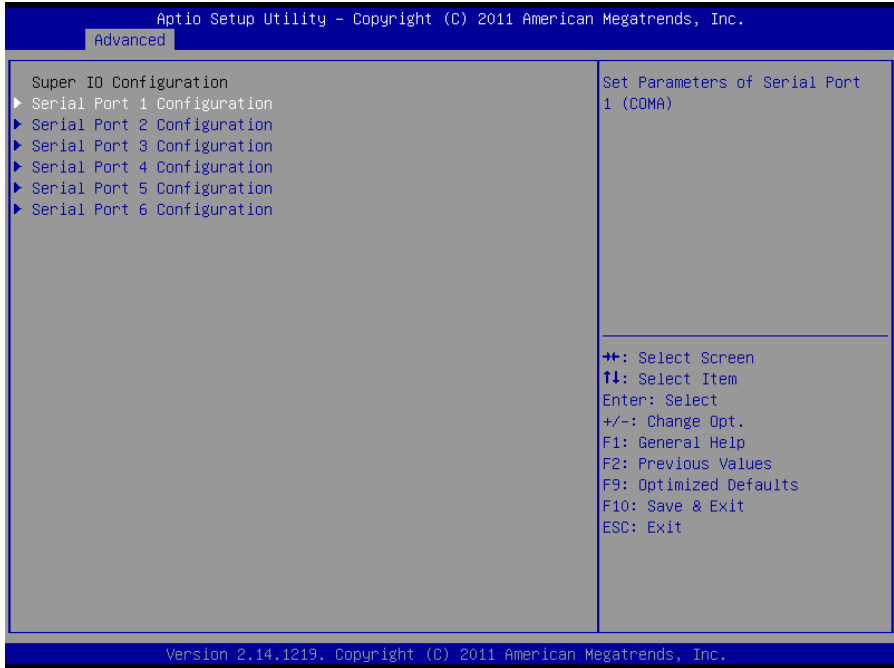 Aptio Setup Utility – Copyright (C) 2011 American Megatrends, Inc.
Advanced
Super IO Configuration
Serial Port 1 Configuration
Serial Port 2 Configuration
Serial Port 3 Configuration
Serial Port 4 Configuration
Serial Port 5 Configuration
Serial Port 6 Configuration
Set Parameters of Serial Port
1 (COMA)
→←: Select Screen
↑↓: Select Item
Enter: Select
+/-: Change Opt.
F1: General Help
F2: Previous Values
F9: Optimized Defaults
F10: Save & Exit
ESC: Exit
Version 2.14.1219. Copyright (C) 2011 American Megatrends, Inc.